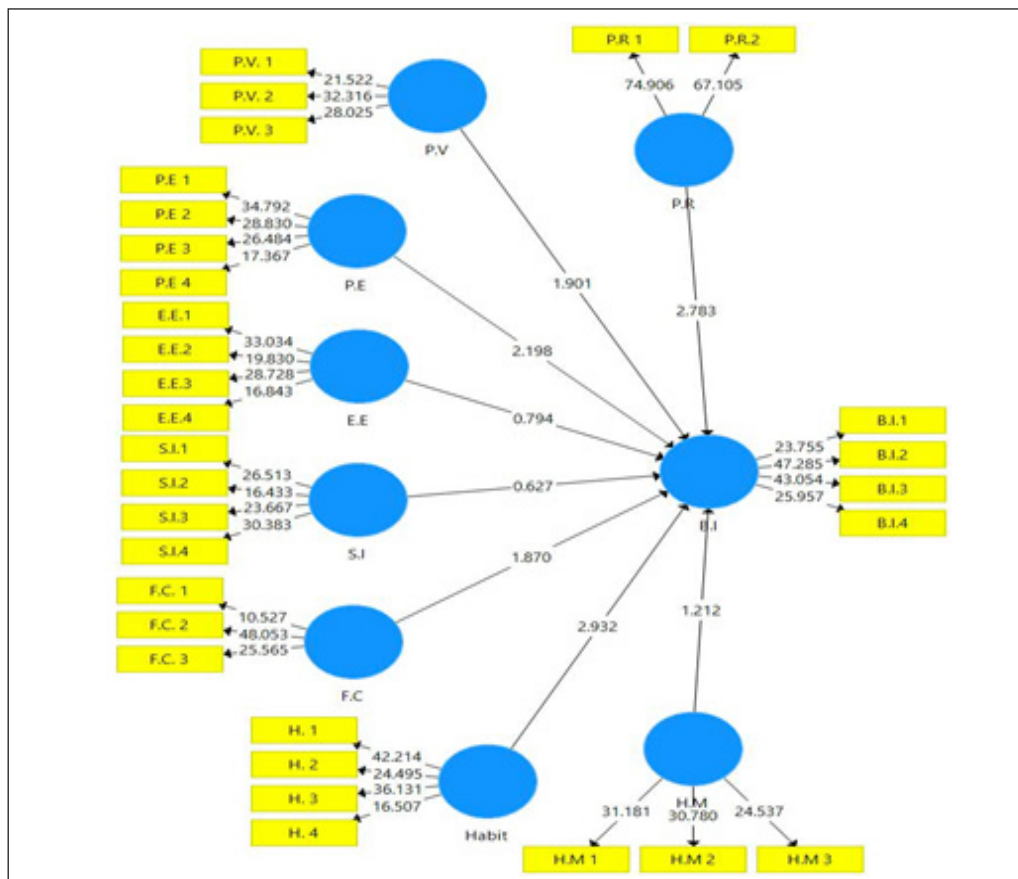 P.R 1
P.R.2
74.906
67.105
P.R
P.V. 1
P.V. 2
P.V. 3
21.522
32.316
28.025
P.V
P.E 1
P.E 2
P.E 3
P.E 4
34.792
28.830
26.484
17.367
P.E
E.E.1
E.E.2
E.E.3
E.E.4
33.034
19.830
28.728
16.843
E.E
S.I.1
S.I.2
S.I.3
S.I.4
26.513
16.433
23.667
30.383
S.I
F.C. 1
F.C. 2
F.C. 3
10.527
48.053
25.565
F.C
H. 1
H. 2
H. 3
H. 4
42.214
24.495
36.131
16.507
Habit
1.901
2.783
2.198
0.794
0.627
1.870
2.932
1.212
B.I
23.755
47.285
43.054
25.957
B.I.1
B.I.2
B.I.3
B.I.4
H.M
31.181
30.780
24.537
H.M 1
H.M 2
H.M 3